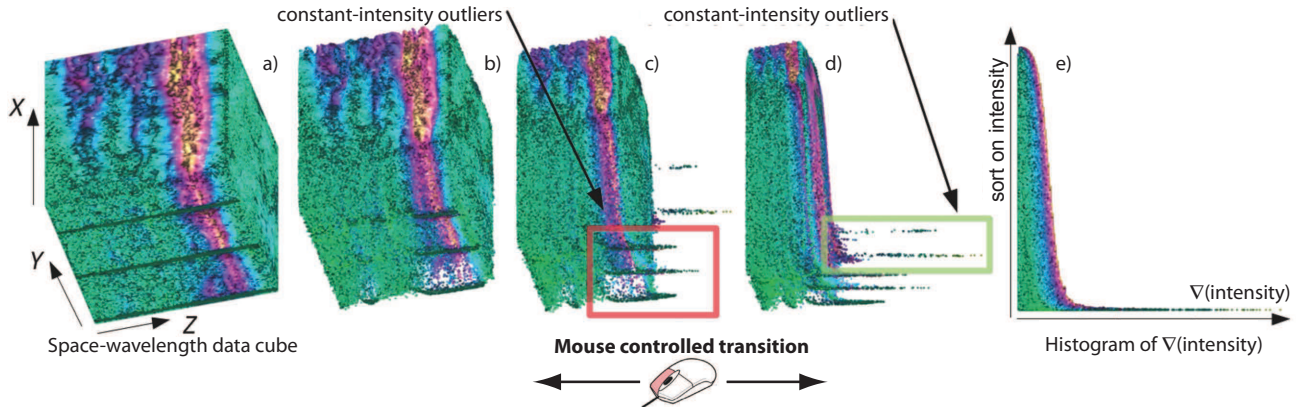 constant-intensity outliers
constant-intensity outliers
a)
b)
c)
d)
e)
X
Y
Z
sort on intensity
∇(intensity)
Space-wavelength data cube
Mouse controlled transition
Histogram of ∇(intensity)